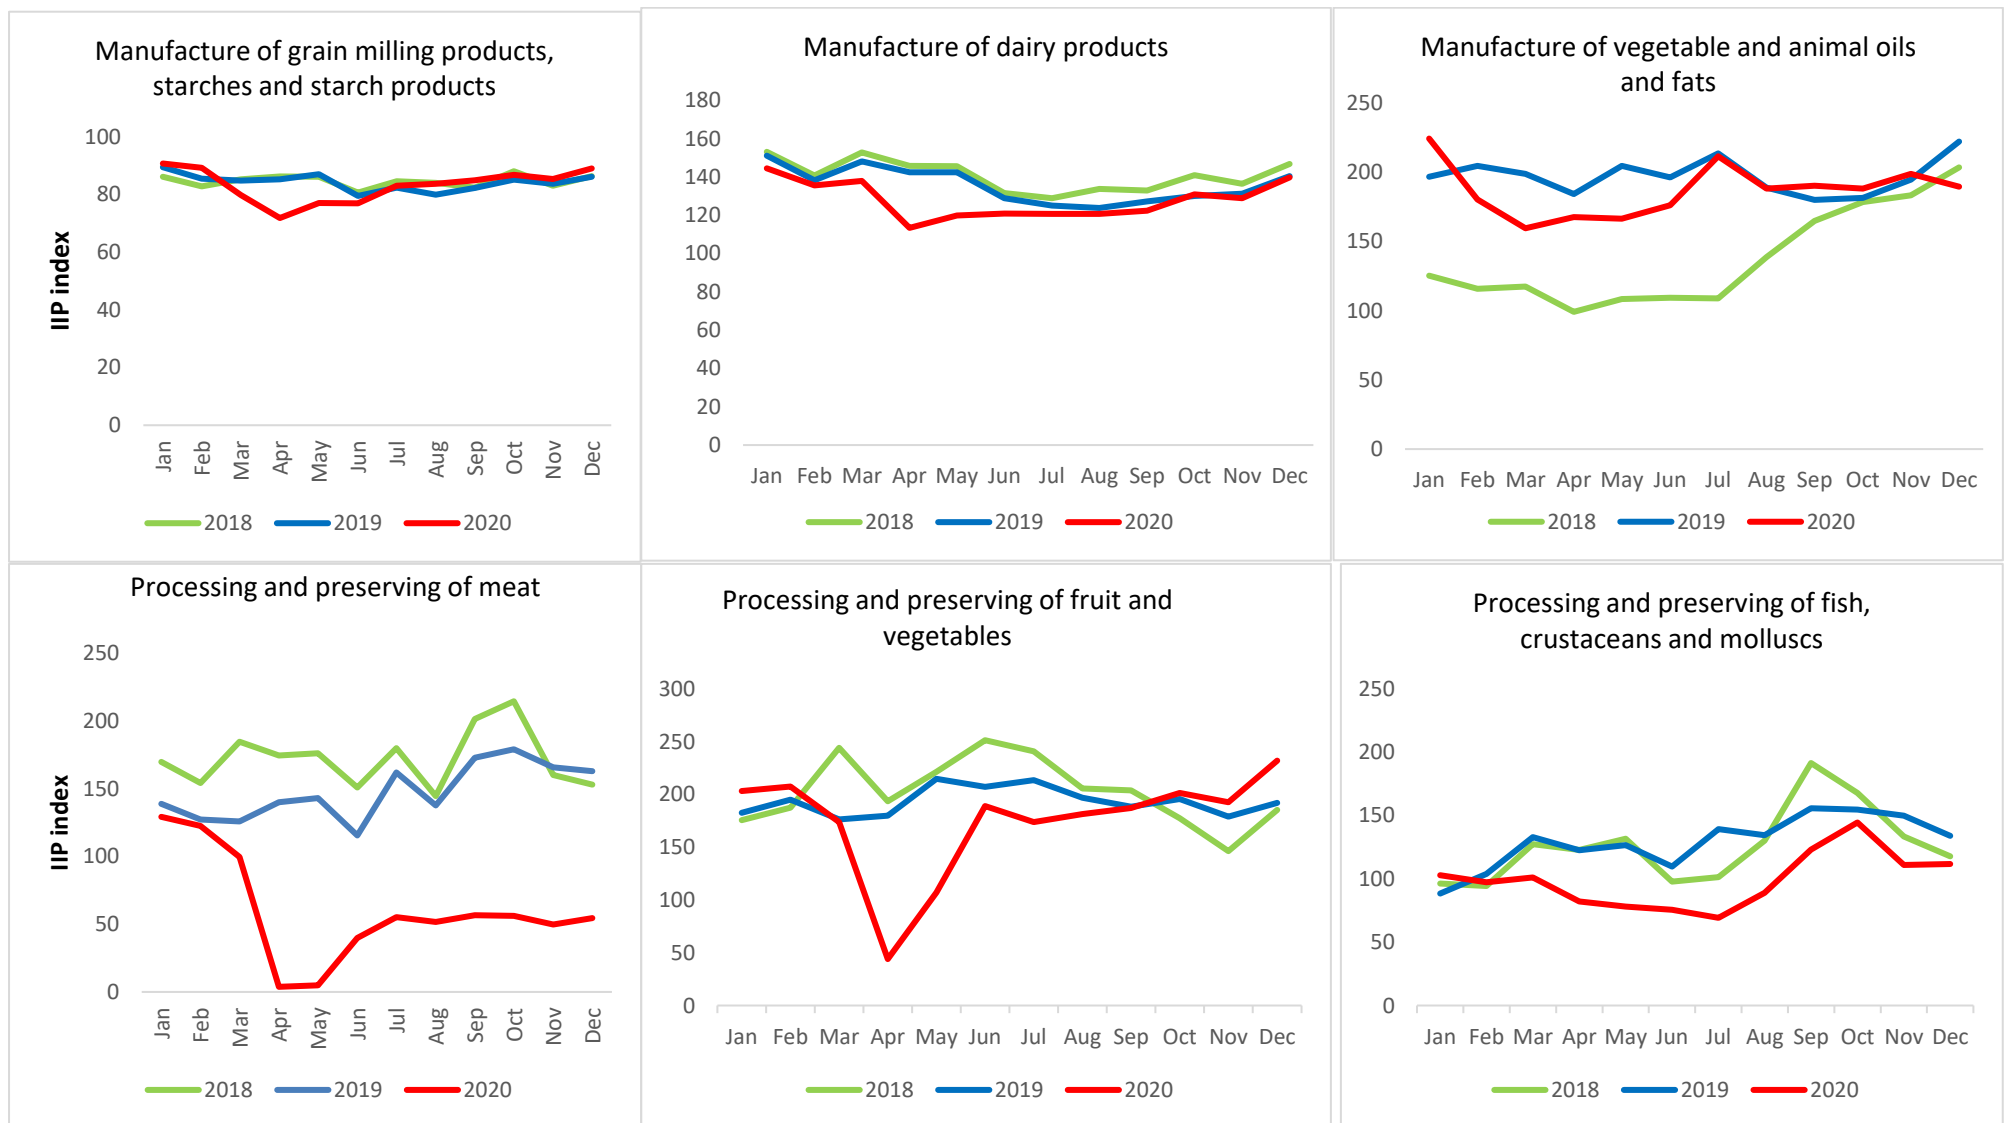 Manufacture of grain milling products,
starches and starch products
IIP index
100
80
60
40
20
0
Jan Feb Mar Apr May Jun Jul Aug Sep Oct Nov Dec
2018 2019 2020
Manufacture of dairy products
180
160
140
120
100
80
60
40
20
0
Jan Feb Mar Apr May Jun Jul Aug Sep Oct Nov Dec
2018 2019 2020
Manufacture of vegetable and animal oils
and fats
250
200
150
100
50
0
Jan Feb Mar Apr May Jun Jul Aug Sep Oct Nov Dec
2018 2019 2020
Processing and preserving of meat
IIP index
250
200
150
100
50
0
Jan Feb Mar Apr May Jun Jul Aug Sep Oct Nov Dec
2018 2019 2020
Processing and preserving of fruit and
vegetables
300
250
200
150
100
50
0
Jan Feb Mar Apr May Jun Jul Aug Sep Oct Nov Dec
2018 2019 2020
Processing and preserving of fish,
crustaceans and molluscs
250
200
150
100
50
0
Jan Feb Mar Apr May Jun Jul Aug Sep Oct Nov Dec
2018 2019 2020